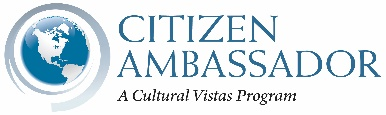 CITIZEN
AMBASSADOR
A Cultural Vistas Program